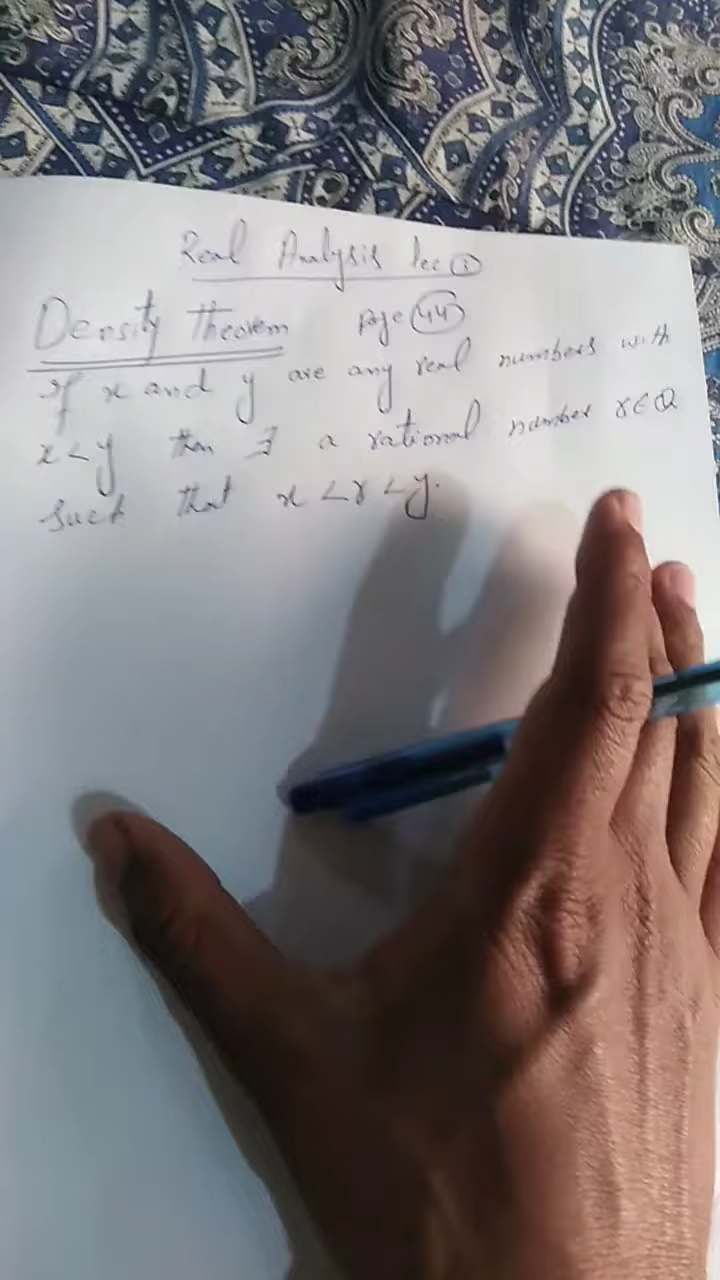 Real Analysis Lec ①
Density Theorem page 44
If x and y are any real numbers with
x < y then ∃ a rational number r ∈ Q
such that x < r < y.